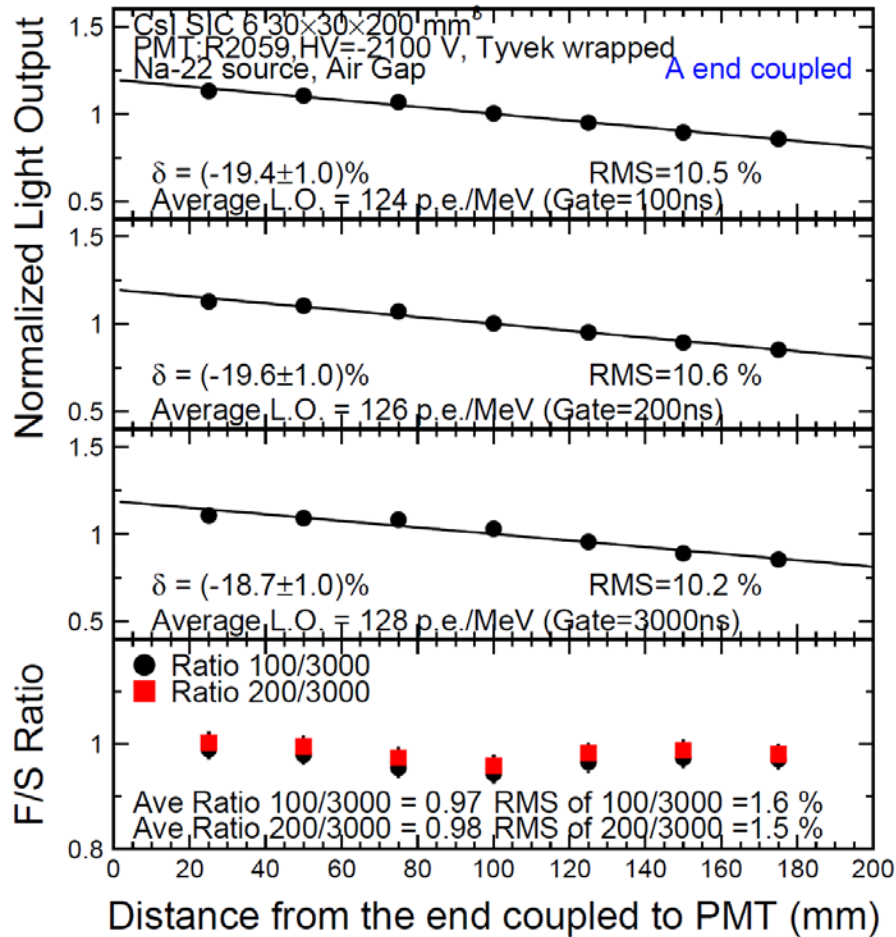 CsI SIC 6 30×30×200 mm³
PMT:R2059,HV=-2100 V, Tyvek wrapped
Na-22 source, Air Gap
A end coupled
1.5
1
0.5
δ = (-19.4±1.0)%
RMS=10.5 %
Average L.O. = 124 p.e./MeV (Gate=100ns)
Normalized Light Output
1.5
1
0.5
δ = (-19.6±1.0)%
RMS=10.6 %
Average L.O. = 126 p.e./MeV (Gate=200ns)
1.5
1
0.5
δ = (-18.7±1.0)%
RMS=10.2 %
Average L.O. = 128 p.e./MeV (Gate=3000ns)
F/S Ratio
Ratio 100/3000
Ratio 200/3000
1
0.8
Ave Ratio 100/3000 = 0.97 RMS of 100/3000 =1.6 %
Ave Ratio 200/3000 = 0.98 RMS of 200/3000 =1.5 %
0 20 40 60 80 100 120 140 160 180 200
Distance from the end coupled to PMT (mm)